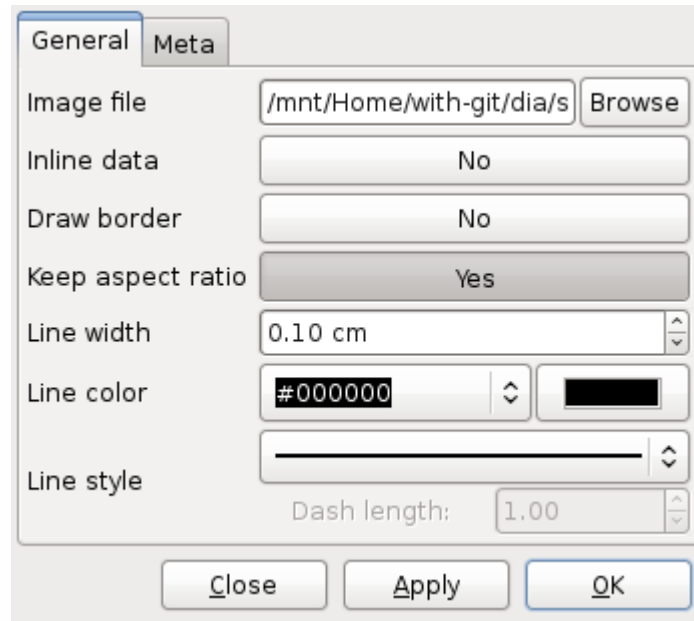 General Meta
Image file /mnt/Home/with-git/dia/s Browse
Inline data No
Draw border No
Keep aspect ratio Yes
Line width 0.10 cm
Line color #000000
Line style
Dash length: 1.00
Close Apply OK